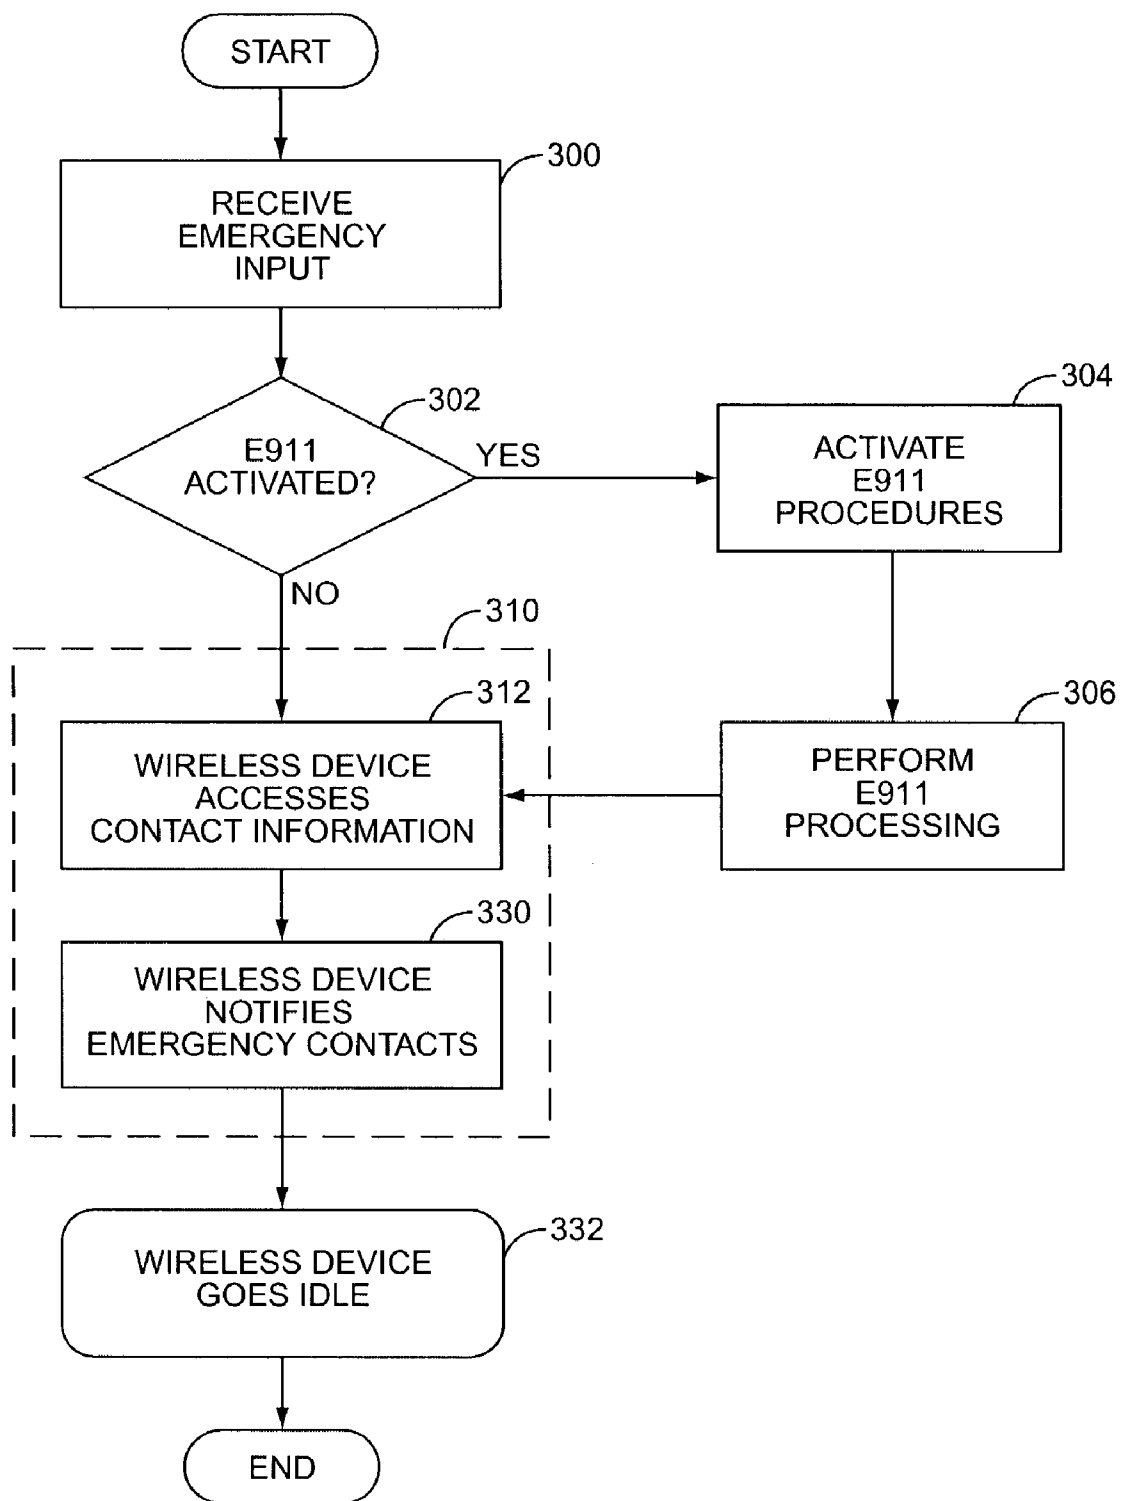 START
300
RECEIVE
EMERGENCY
INPUT
302
E911
ACTIVATED?
YES
304
ACTIVATE
E911
PROCEDURES
NO
310
312
WIRELESS DEVICE
ACCESSES
CONTACT INFORMATION
306
PERFORM
E911
PROCESSING
330
WIRELESS DEVICE
NOTIFIES
EMERGENCY CONTACTS
332
WIRELESS DEVICE
GOES IDLE
END